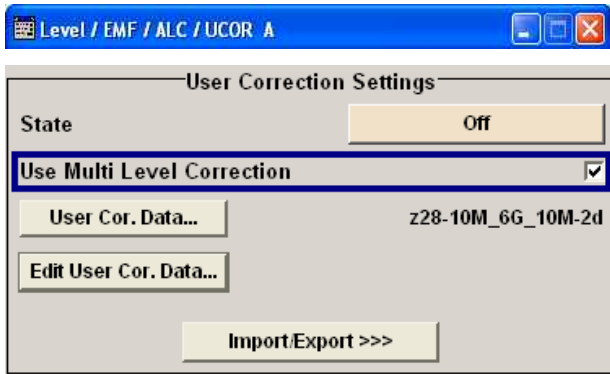 Level / EMF / ALC / UCOR A
User Correction Settings
State
Off
Use Multi Level Correction
User Cor. Data...
z28-10M_6G_10M-2d
Edit User Cor. Data...
Import/Export >>>